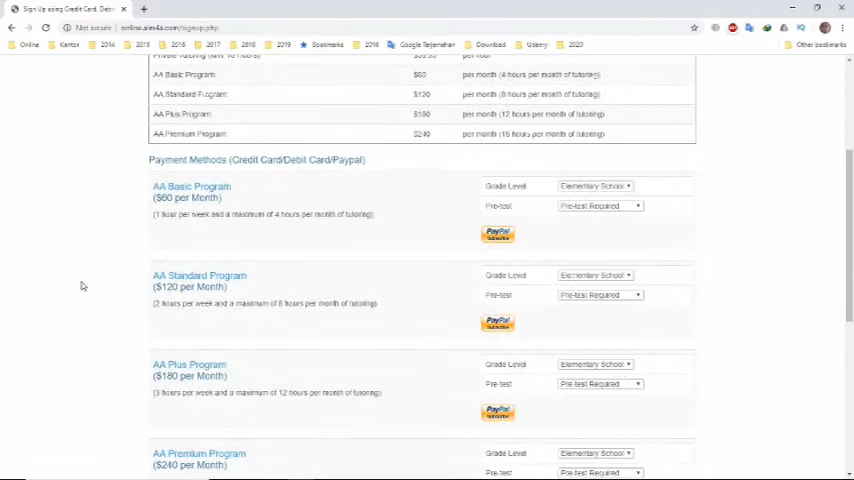 Sign Up using Credit Card, Debi
Not secure | online.aim4a.com/signup.php
Online Kantor 2014 2015 2016 2017 2018 2019 Bookmarks 2016 Google Terjemahan Download Udemy 2020 Other bookmarks
per hour
AA Basic Program: $60 per month (4 hours per month of tutoring)
AA Standard Program: $120 per month (8 hours per month of tutoring)
AA Plus Program: $180 per month (12 hours per month of tutoring)
AA Premium Program: $240 per month (16 hours per month of tutoring)
Payment Methods (Credit Card/Debit Card/Paypal)
AA Basic Program
($60 per Month)
(1 hour per week and a maximum of 4 hours per month of tutoring)
Grade Level Elementary School
Pre-test Pre-test Required
PayPal
Subscribe
AA Standard Program
($120 per Month)
(2 hours per week and a maximum of 8 hours per month of tutoring)
Grade Level Elementary School
Pre-test Pre-test Required
PayPal
Subscribe
AA Plus Program
($180 per Month)
(3 hours per week and a maximum of 12 hours per month of tutoring)
Grade Level Elementary School
Pre-test Pre-test Required
PayPal
Subscribe
AA Premium Program
($240 per Month)
Grade Level Elementary School
Pre-test Pre-test Required